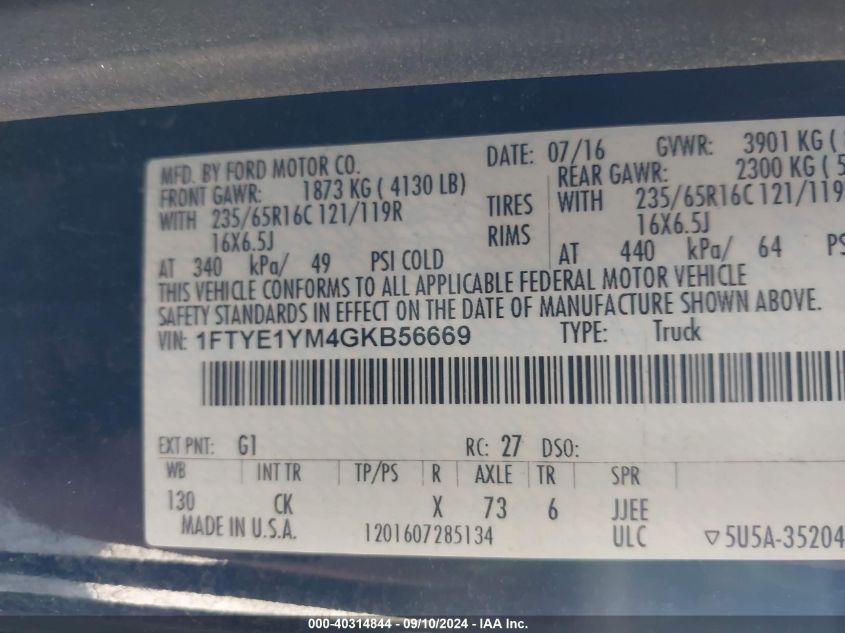 MFD. BY FORD MOTOR CO. DATE: 07/16 GVWR: 3901 KG (
FRONT GAWR: 1873 KG ( 4130 LB) REAR GAWR: 2300 KG (5
WITH 235/65R16C 121/119R TIRES WITH 235/65R16C 121/119
16X6.5J RIMS 16X6.5J
AT 340 kPa/ 49 PSI COLD AT 440 kPa/ 64 PS
THIS VEHICLE CONFORMS TO ALL APPLICABLE FEDERAL MOTOR VEHICLE
SAFETY STANDARDS IN EFFECT ON THE DATE OF MANUFACTURE SHOWN ABOVE.
VIN: 1FTYE1YM4GKB56669 TYPE: Truck
EXT PNT: G1 RC: 27 DSO:
WB INT TR TP/PS R AXLE TR SPR
130 CK X 73 6 JJEE
MADE IN U.S.A. 1201607285134 ULC ▽5U5A-35204
000-40314844 - 09/10/2024 - IAA Inc.